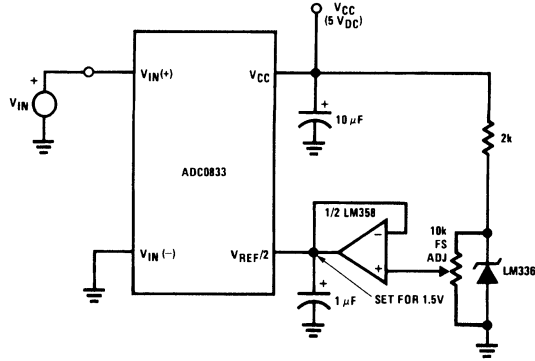 VCC
(5 VDC)
+
VIN
VIN(+)
VCC
+
10 µF
2k
ADC0833
1/2 LM358
10k
FS
ADJ
LM336
VIN(−)
VREF/2
−
+
+
1 µF
SET FOR 1.5V